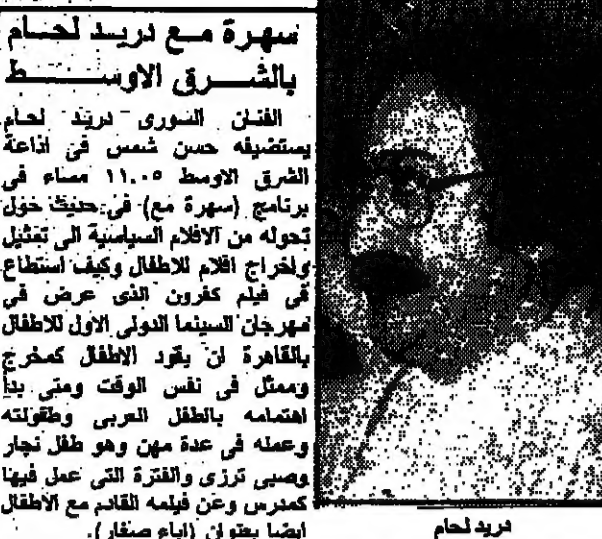 سهرة مع دريد لحام
بالشرق الاوسط
الفنان السورى دريد لحام
يستضيفه حسن شمس فى اذاعة
الشرق الاوسط ١١.٠٥ مساء فى
برنامج (سهرة مع) فى حديث حول
تحوله من الافلام السياسية الى تمثيل
واخراج افلام للاطفال وكيف استطاع
فى فيلم كفرون الذى عرض فى
مهرجان السينما الدولى الاول للاطفال
بالقاهرة ان يقود الاطفال كمخرج
وممثل فى نفس الوقت ومتى بدأ
اهتمامه بالطفل العربى وطفولته
وعمله فى عدة مهن وهو طفل نجار
وصبى ترزى والفترة التى عمل فيها
كمدرس وعن فيلمه القادم مع الاطفال
ايضا بعنوان (اباء صغار).
دريد لحام